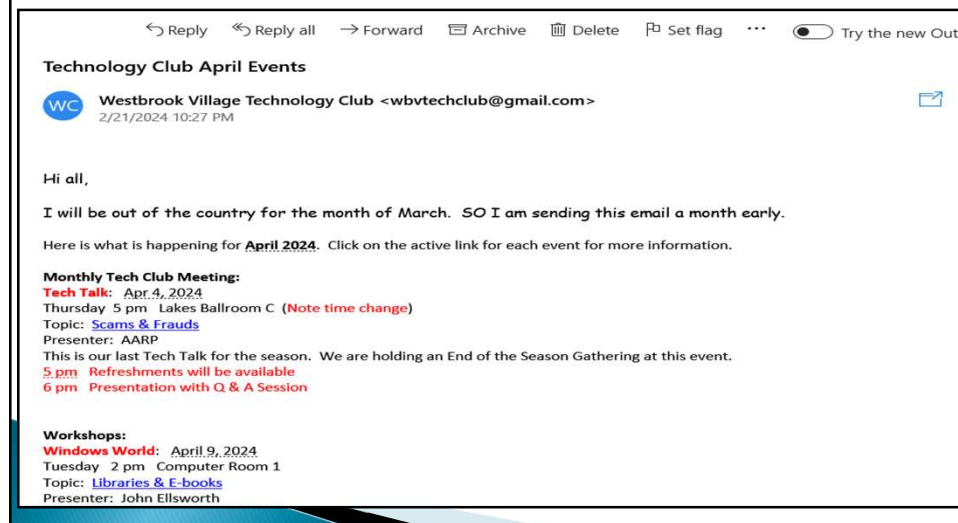 Reply Reply all Forward Archive Delete Set flag ... Try the new Out
Technology Club April Events
WC Westbrook Village Technology Club <wbvtechclub@gmail.com>
2/21/2024 10:27 PM
Hi all,
I will be out of the country for the month of March. SO I am sending this email a month early.
Here is what is happening for April 2024. Click on the active link for each event for more information.
Monthly Tech Club Meeting:
Tech Talk: Apr 4, 2024
Thursday 5 pm Lakes Ballroom C (Note time change)
Topic: Scams & Frauds
Presenter: AARP
This is our last Tech Talk for the season. We are holding an End of the Season Gathering at this event.
5 pm Refreshments will be available
6 pm Presentation with Q & A Session
Workshops:
Windows World: April 9, 2024
Tuesday 2 pm Computer Room 1
Topic: Libraries & E-books
Presenter: John Ellsworth